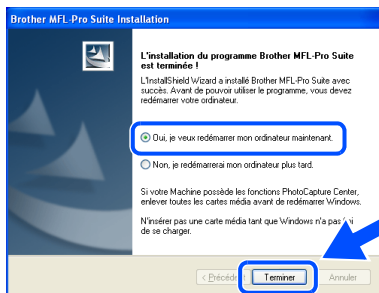 Brother MFL-Pro Suite Installation
L'installation du programme Brother MFL-Pro Suite
est terminée !
L'InstallShield Wizard a installé Brother MFL-Pro Suite avec
succès. Avant de pouvoir utiliser le programme, vous devez
redémarrer votre ordinateur.
Oui, je veux redémarrer mon ordinateur maintenant.
Non, je redémarrerai mon ordinateur plus tard.
Si votre Machine possède les fonctions PhotoCapture Center,
enlever toutes les cartes média avant de redémarrer Windows.
N'insérer pas une carte média tant que Windows n'a pas
de se charger.
< Précédent Terminer Annuler